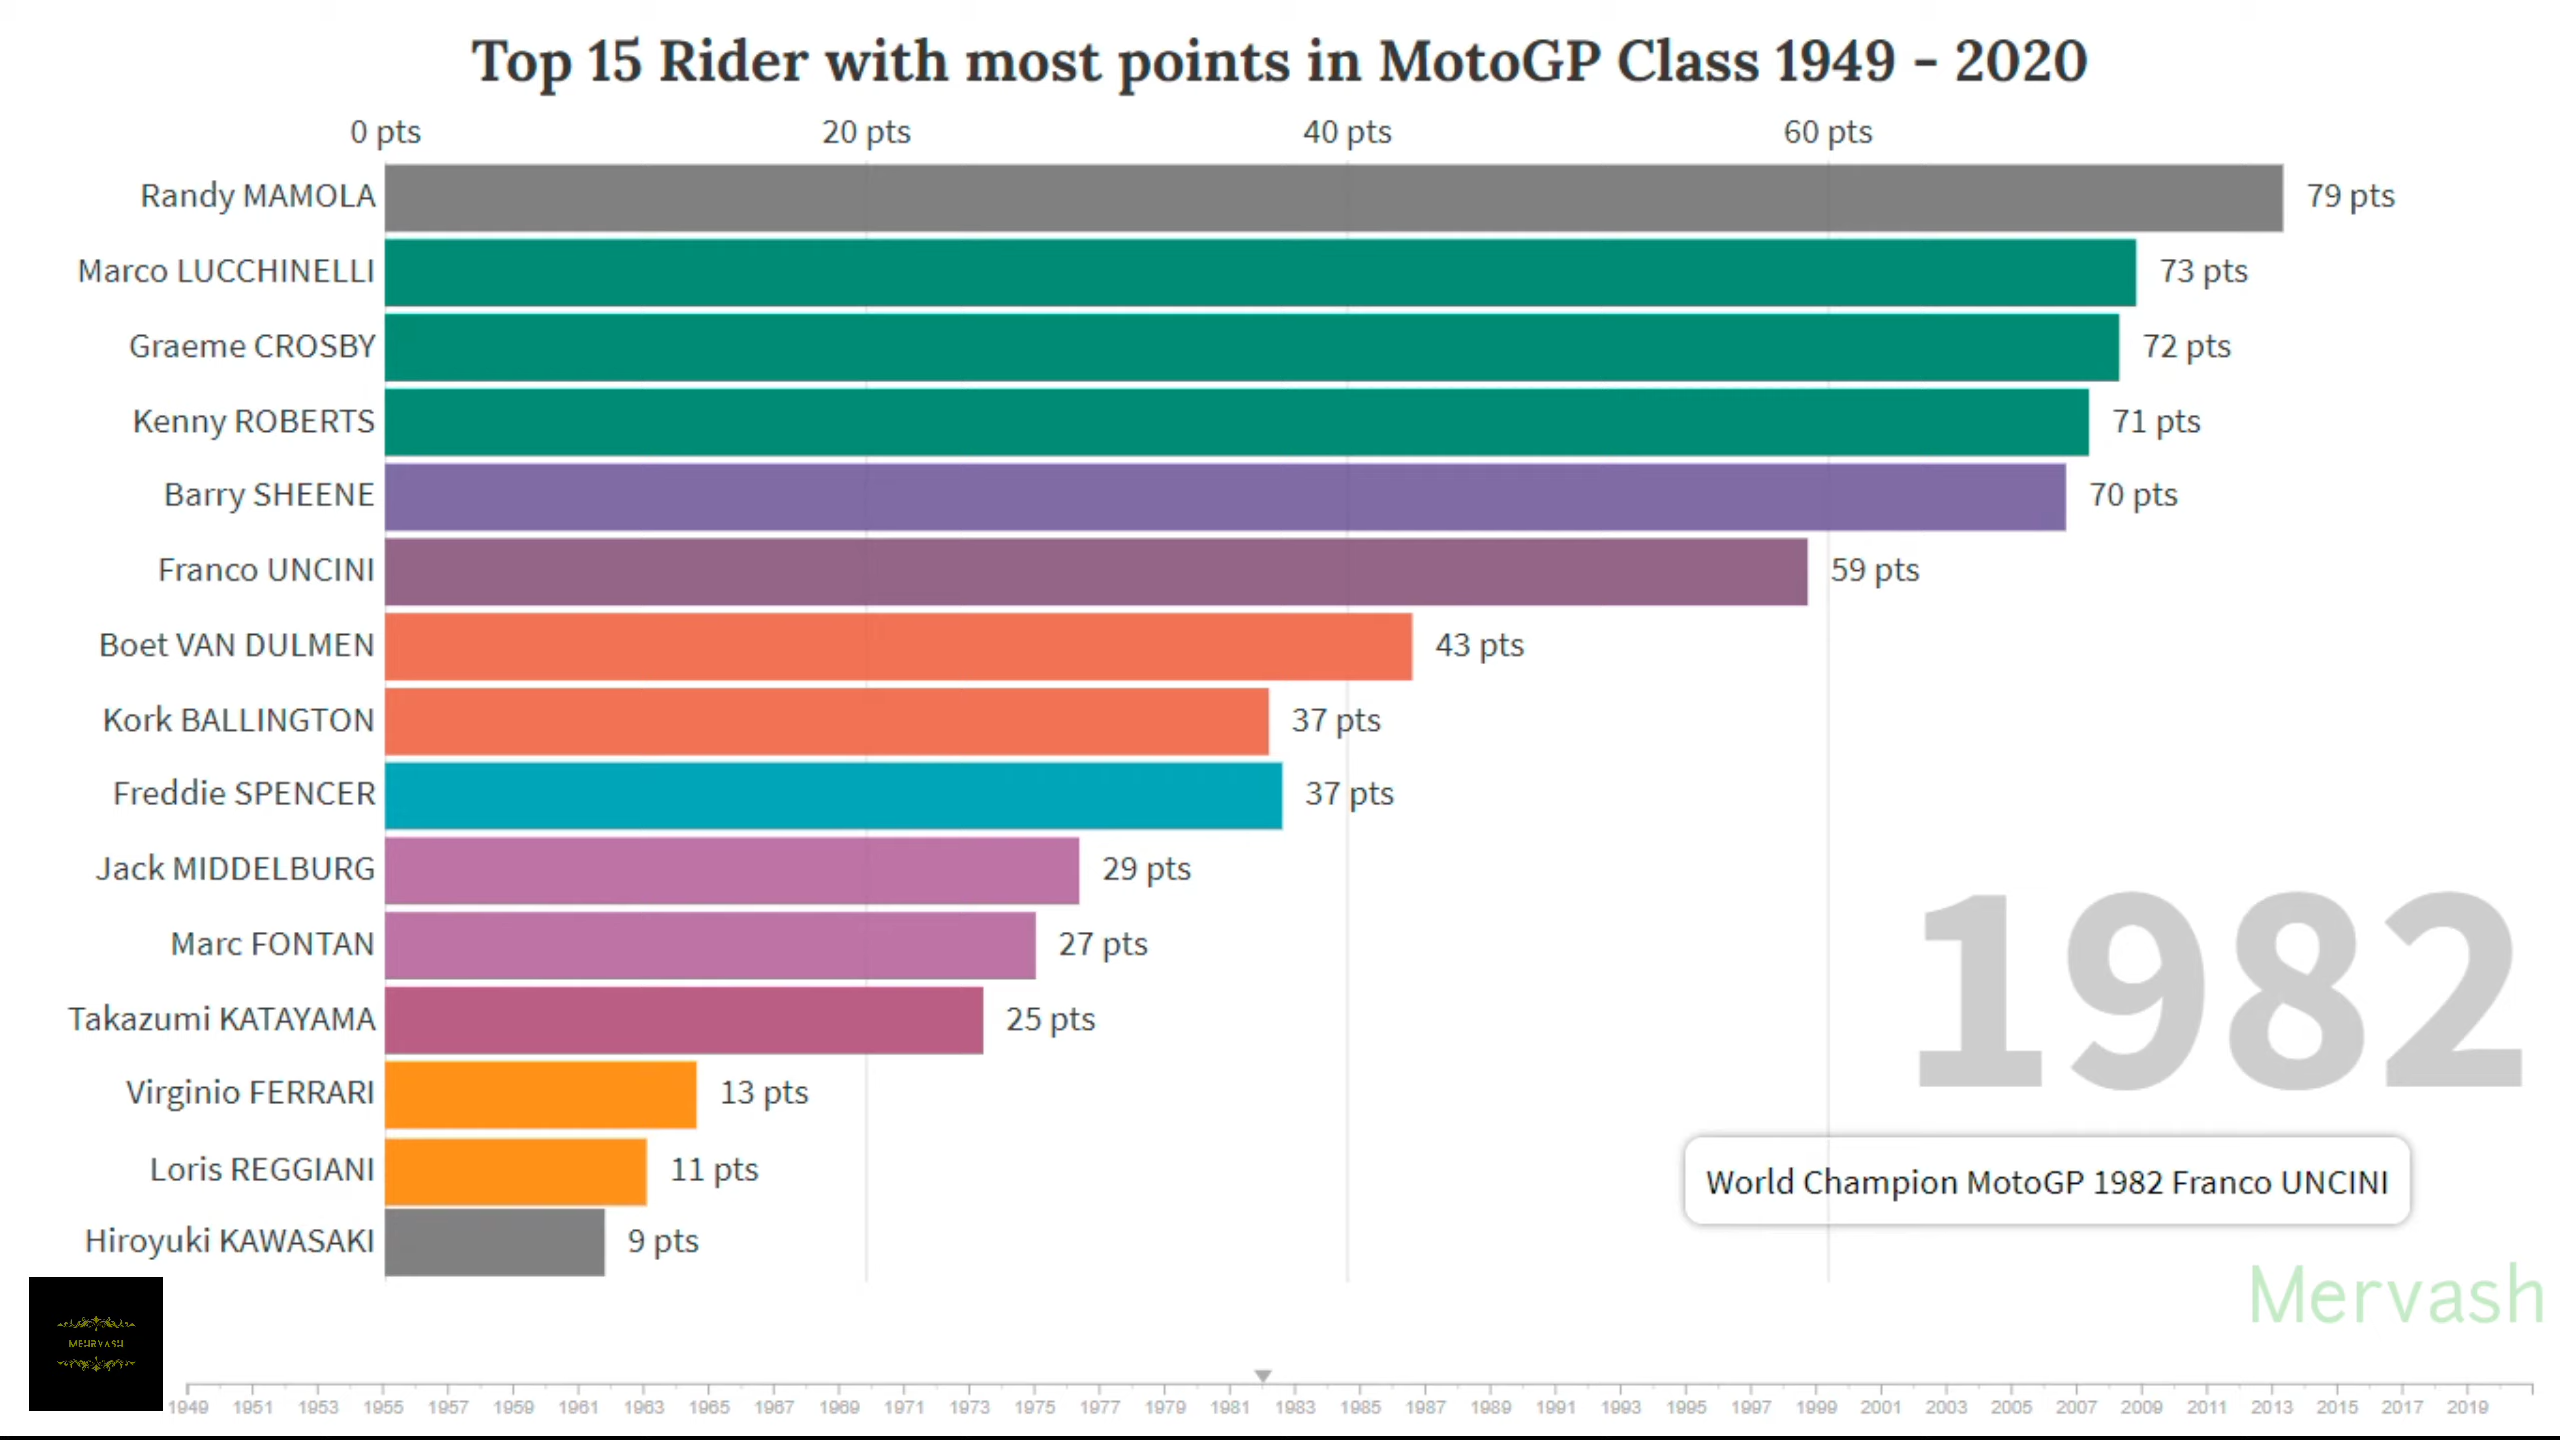 Top 15 Rider with most points in MotoGP Class 1949 - 2020
0 pts 20 pts 40 pts 60 pts
Randy MAMOLA 79 pts
Marco LUCCHINELLI 73 pts
Graeme CROSBY 72 pts
Kenny ROBERTS 71 pts
Barry SHEENE 70 pts
Franco UNCINI 59 pts
Boet VAN DULMEN 43 pts
Kork BALLINGTON 37 pts
Freddie SPENCER 37 pts
Jack MIDDELBURG 29 pts
Marc FONTAN 27 pts
Takazumi KATAYAMA 25 pts
Virginio FERRARI 13 pts
Loris REGGIANI 11 pts
Hiroyuki KAWASAKI 9 pts
1982
World Champion MotoGP 1982 Franco UNCINI
Mervash
MEHRVASH
1949 1951 1953 1955 1957 1959 1961 1963 1965 1967 1969 1971 1973 1975 1977 1979 1981 1983 1985 1987 1989 1991 1993 1995 1997 1999 2001 2003 2005 2007 2009 2011 2013 2015 2017 2019